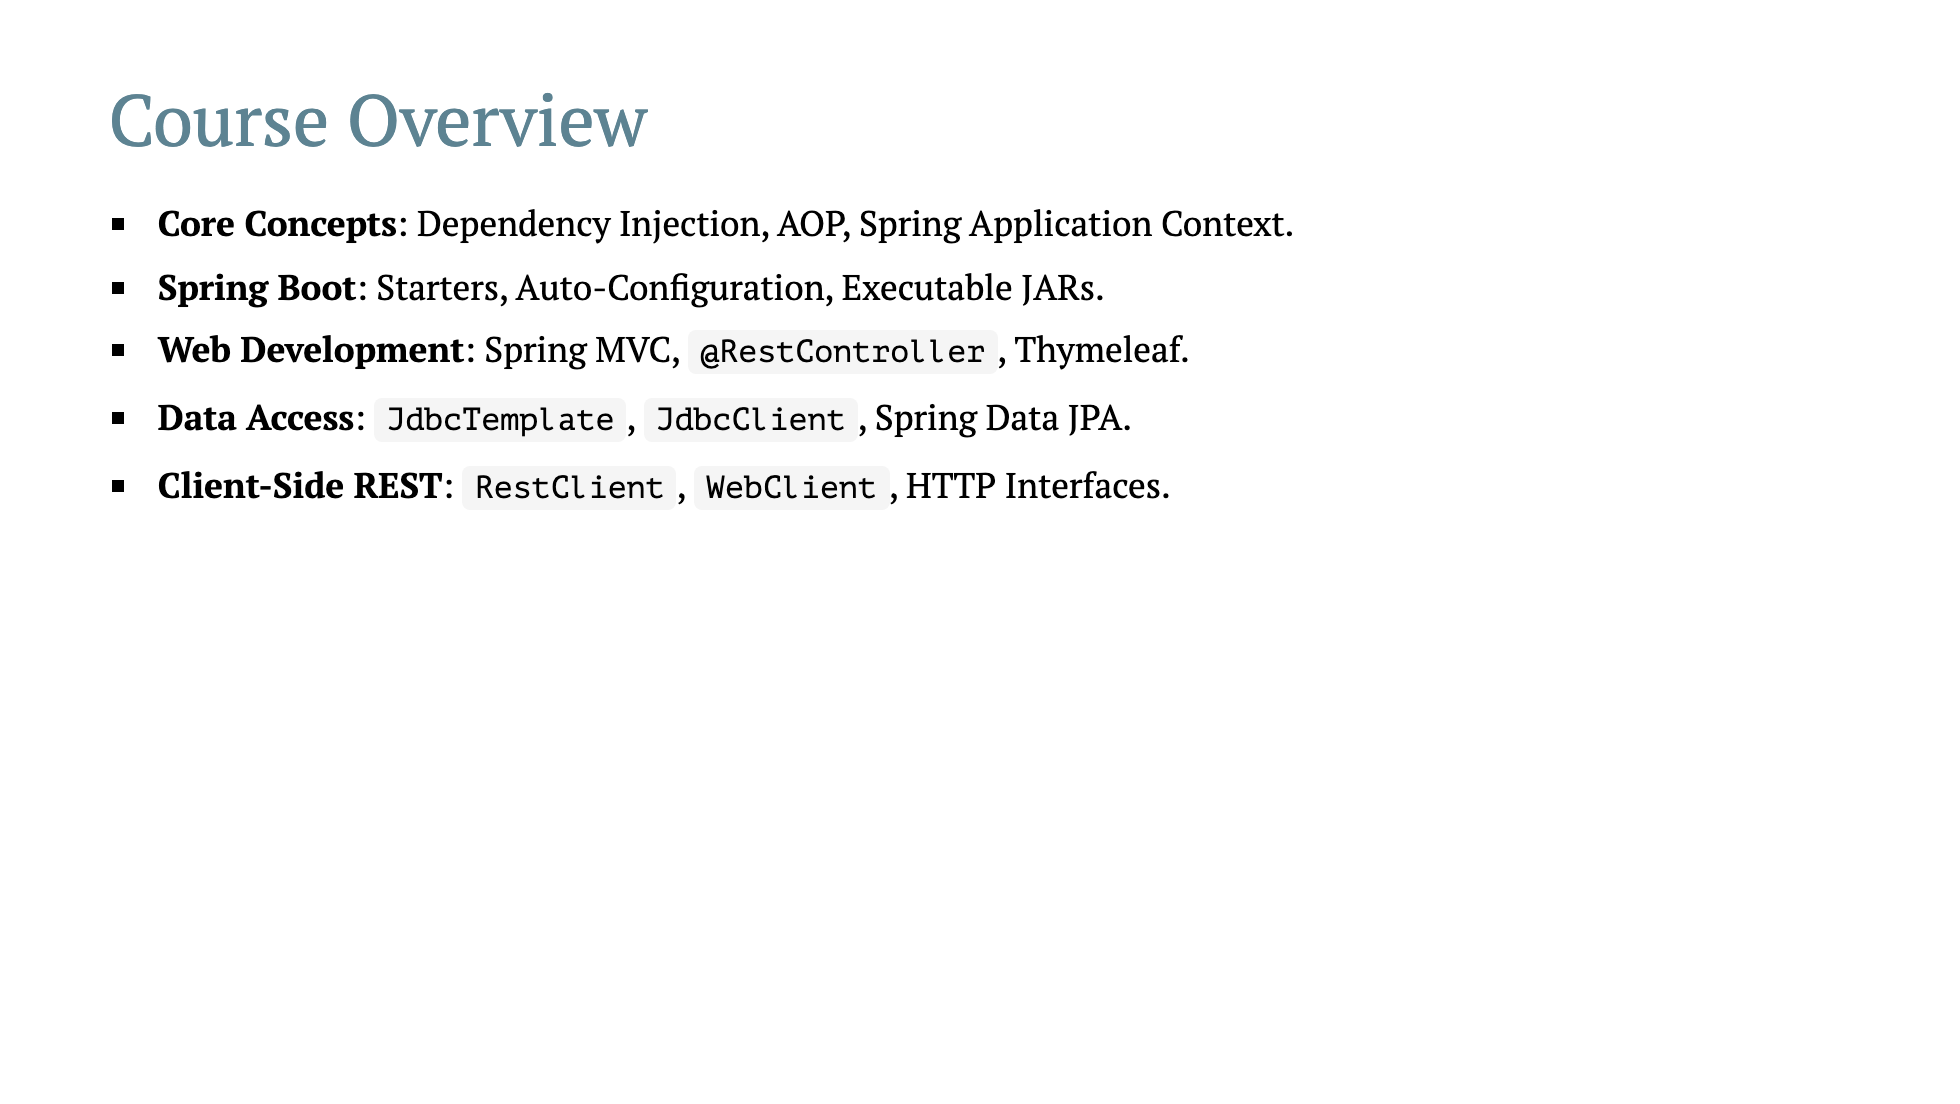 Course Overview
▪ Core Concepts: Dependency Injection, AOP, Spring Application Context.
▪ Spring Boot: Starters, Auto-Configuration, Executable JARs.
▪ Web Development: Spring MVC, @RestController, Thymeleaf.
▪ Data Access: JdbcTemplate, JdbcClient, Spring Data JPA.
▪ Client-Side REST: RestClient, WebClient, HTTP Interfaces.